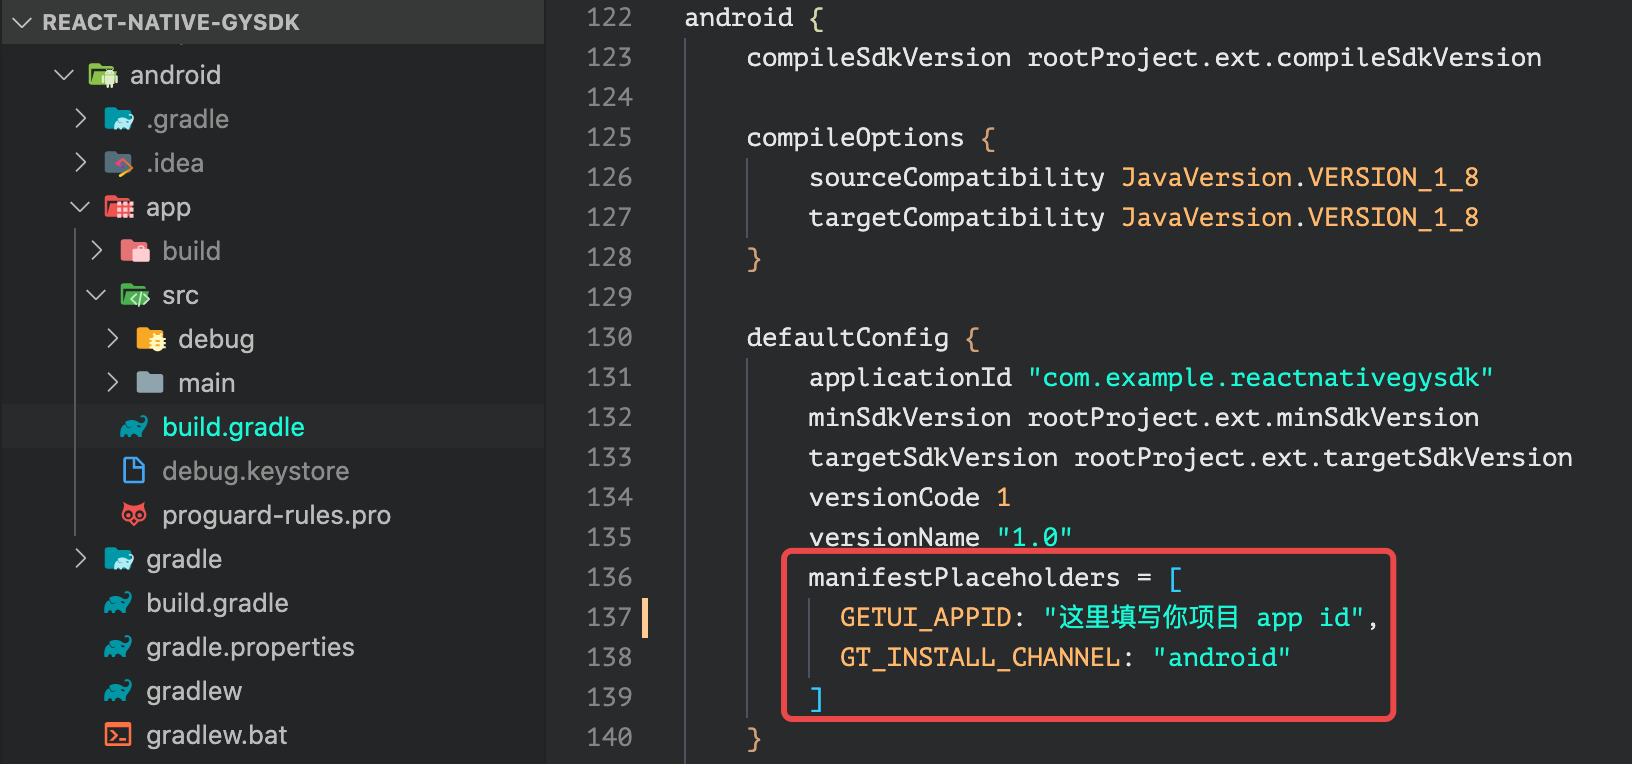 REACT-NATIVE-GYSDK
android
.gradle
.idea
app
build
src
debug
main
build.gradle
debug.keystore
proguard-rules.pro
gradle
build.gradle
gradle.properties
gradlew
gradlew.bat
122 android {
123 compileSdkVersion rootProject.ext.compileSdkVersion
124
125 compileOptions {
126 sourceCompatibility JavaVersion.VERSION_1_8
127 targetCompatibility JavaVersion.VERSION_1_8
128 }
129
130 defaultConfig {
131 applicationId "com.example.reactnativegysdk"
132 minSdkVersion rootProject.ext.minSdkVersion
133 targetSdkVersion rootProject.ext.targetSdkVersion
134 versionCode 1
135 versionName "1.0"
136 manifestPlaceholders = [
137 GETUI_APPID: "这里填写你项目 app id",
138 GT_INSTALL_CHANNEL: "android"
139 ]
140 }